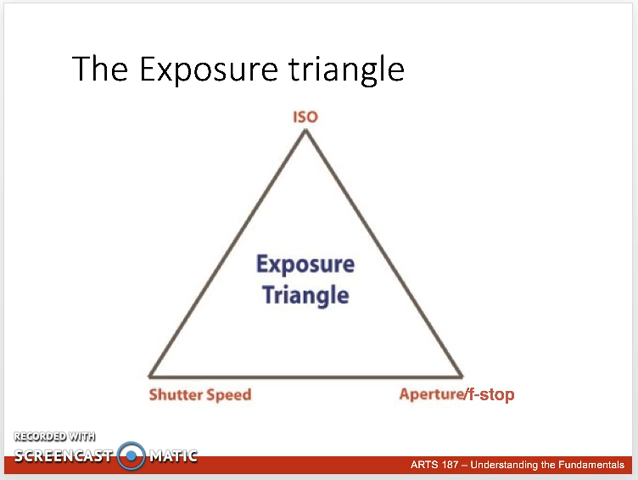 The Exposure triangle
ISO
Exposure
Triangle
Shutter Speed
Aperture/f-stop
RECORDED WITH
SCREENCAST MATIC
ARTS 187 – Understanding the Fundamentals